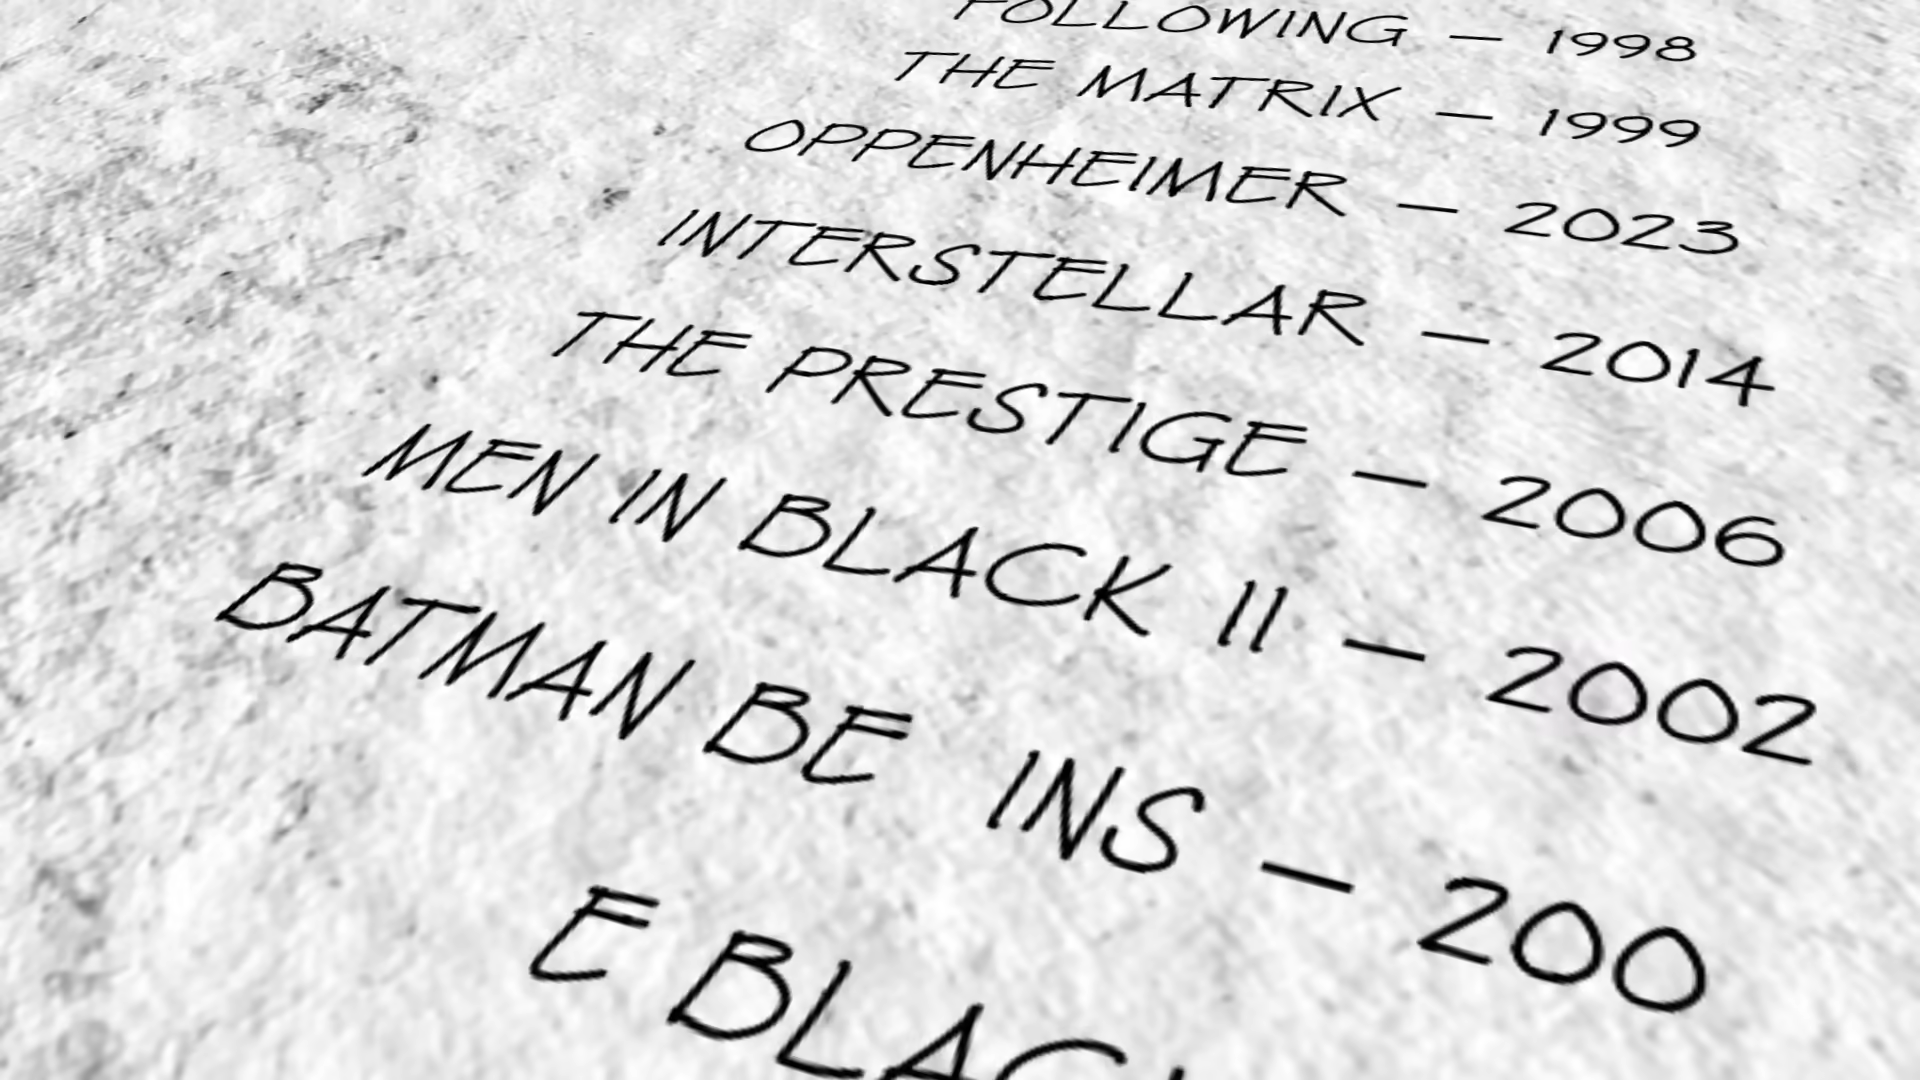 FOLLOWING – 1998
THE MATRIX – 1999
OPPENHEIMER – 2023
INTERSTELLAR – 2014
THE PRESTIGE – 2006
MEN IN BLACK II – 2002
BATMAN BE INS – 200
E